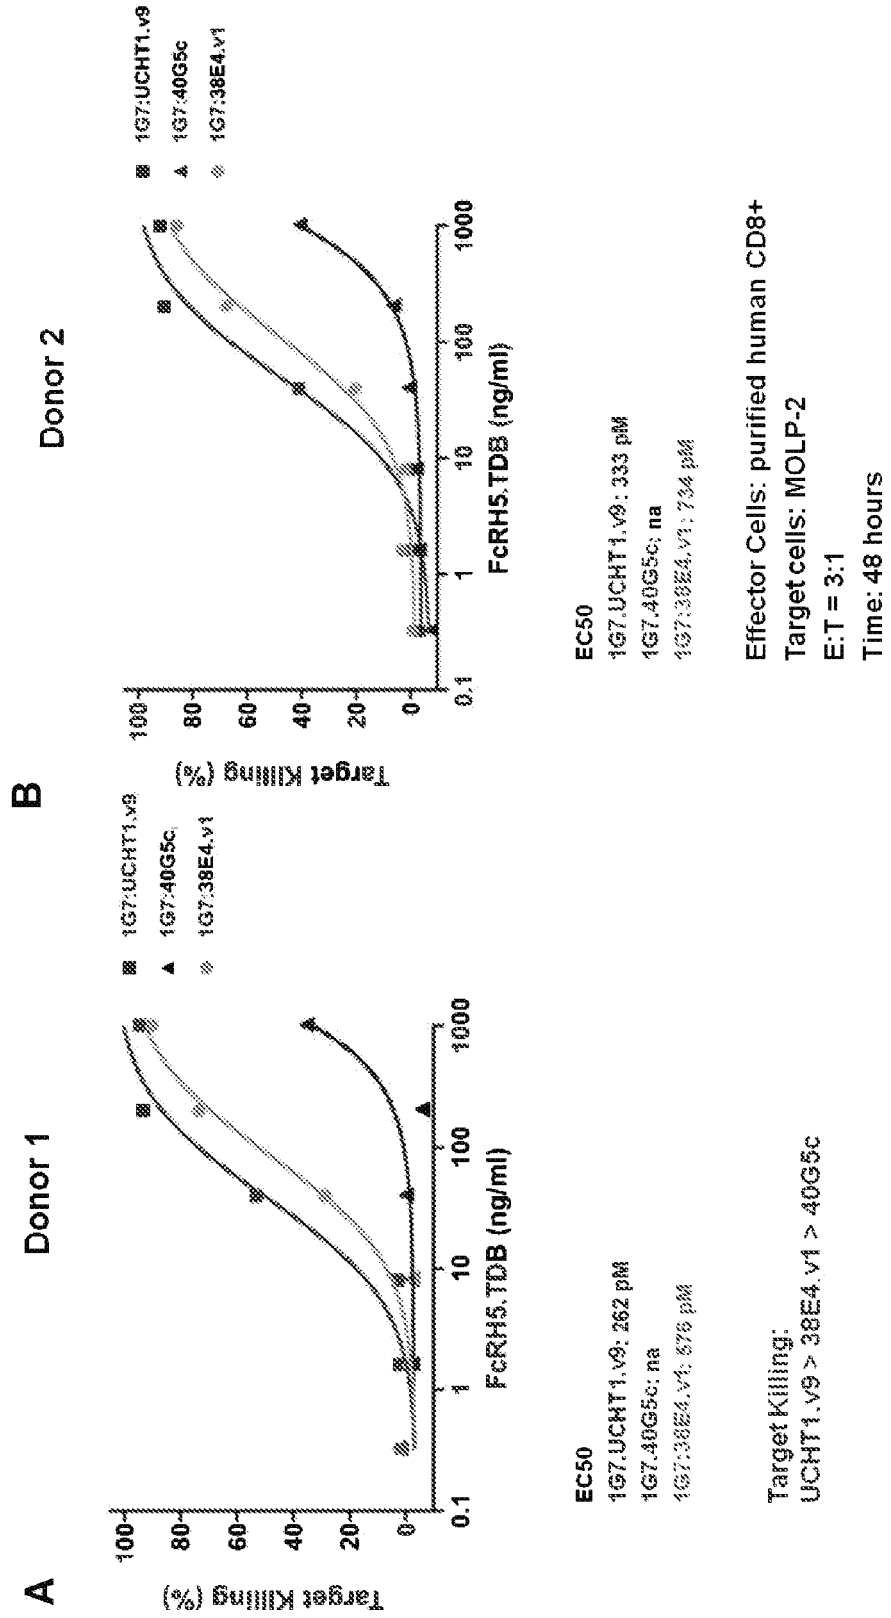 A
Donor 1
1G7:UCHT1.v9
1G7:40G5c
1G7:38E4.v1
Target Killing (%)
100
80
60
40
20
0
0.1
1
10
100
1000
FcRH5.TDB (ng/ml)
EC50
1G7.UCHT1.v9: 262 pM
1G7.40G5c: na
1G7:38E4.v1: 576 pM
Target Killing:
UCHT1.v9 > 38E4.v1 > 40G5c
B
Donor 2
1G7:UCHT1.v9
1G7:40G5c
1G7:38E4.v1
Target Killing (%)
100
80
60
40
20
0
0.1
1
10
100
1000
FcRH5.TDB (ng/ml)
EC50
1G7.UCHT1.v9: 333 pM
1G7.40G5c: na
1G7:38E4.v1: 734 pM
Effector Cells: purified human CD8+
Target cells: MOLP-2
E:T = 3:1
Time: 48 hours